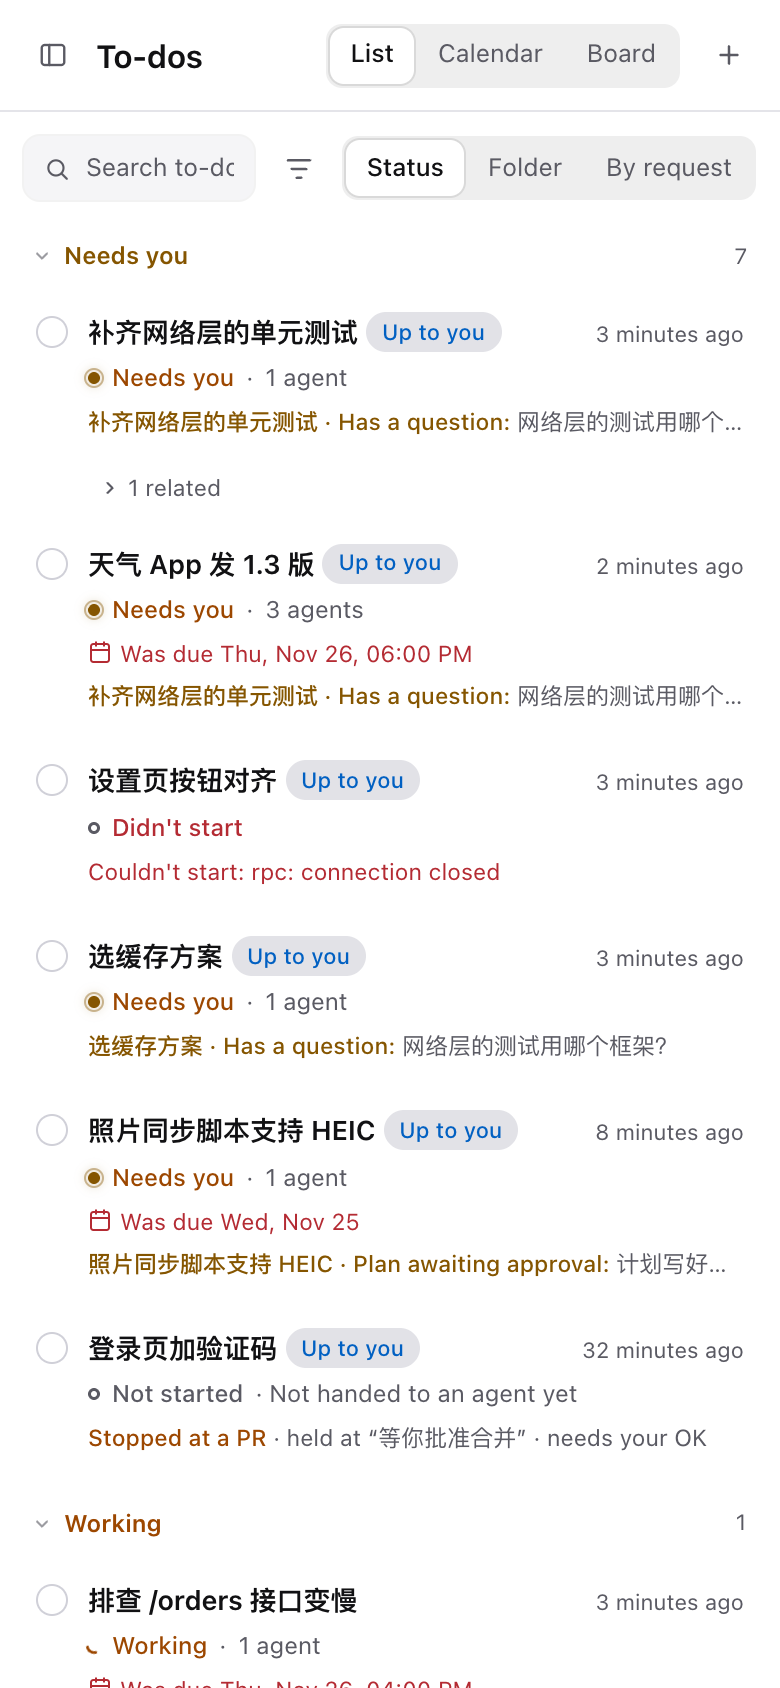 To-dos
List
Calendar
Board
Search to-do
Status
Folder
By request
Needs you
7
补齐网络层的单元测试
Up to you
3 minutes ago
Needs you · 1 agent
补齐网络层的单元测试 · Has a question: 网络层的测试用哪个…
1 related
天气 App 发 1.3 版
Up to you
2 minutes ago
Needs you · 3 agents
Was due Thu, Nov 26, 06:00 PM
补齐网络层的单元测试 · Has a question: 网络层的测试用哪个…
设置页按钮对齐
Up to you
3 minutes ago
Didn't start
Couldn't start: rpc: connection closed
选缓存方案
Up to you
3 minutes ago
Needs you · 1 agent
选缓存方案 · Has a question: 网络层的测试用哪个框架?
照片同步脚本支持 HEIC
Up to you
8 minutes ago
Needs you · 1 agent
Was due Wed, Nov 25
照片同步脚本支持 HEIC · Plan awaiting approval: 计划写好…
登录页加验证码
Up to you
32 minutes ago
Not started · Not handed to an agent yet
Stopped at a PR · held at “等你批准合并” · needs your OK
Working
1
排查 /orders 接口变慢
3 minutes ago
Working · 1 agent
Was due Thu, Nov 26, 04:00 PM